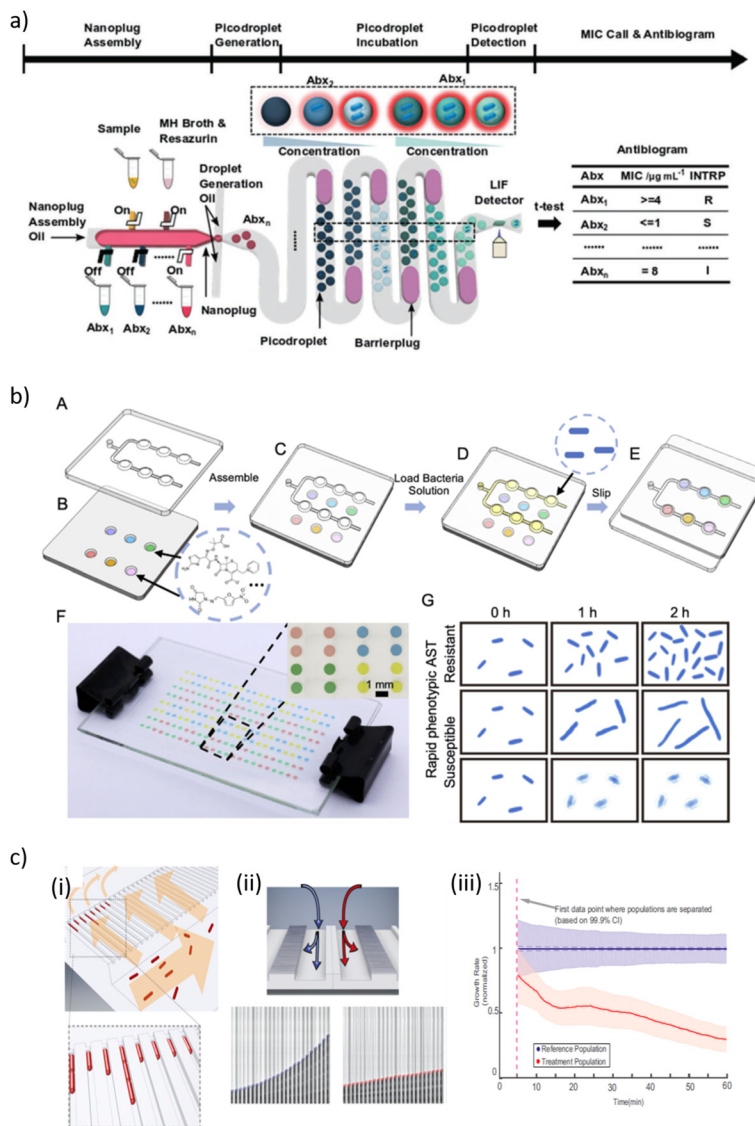 a)
Nanoplug
Assembly
Picodroplet
Generation
Picodroplet
Incubation
Picodroplet
Detection
MIC Call & Antibiogram
Abx2
Abx1
Concentration
Concentration
Sample
MH Broth &
Resazurin
Droplet
Generation
Oil
Nanoplug
Assembly
Oil
On
On
Abxn
Off
Off
......
On
Abx1
Abx2
......
Abxn
Nanoplug
Picodroplet
Barrierplug
LIF
Detector
t-test
Antibiogram
Abx MIC /µg mL⁻¹ INTRP
Abx1 >=4 R
Abx2 <=1 S
...... ...... ......
Abxn = 8 I
b)
A
B
Assemble
C
Load Bacteria
Solution
D
Slip
E
F
1 mm
G
0 h 1 h 2 h
Rapid phenotypic AST
Resistant
Susceptible
c)
(i)
(ii)
(iii)
First data point where populations are separated
(based on 99.9% CI)
Growth Rate
(normalized)
1.5
1
0.5
0
Reference Population
Treatment Population
0 10 20 30 40 50 60
Time(min)